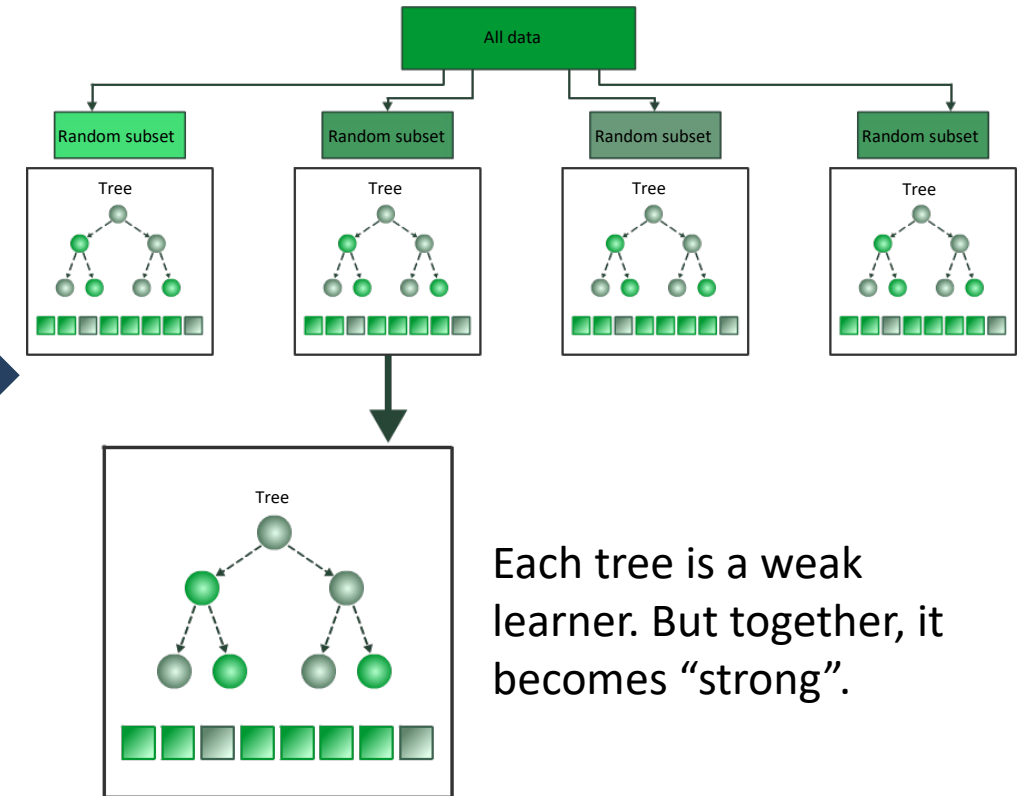 All data
Random subset
Random subset
Random subset
Random subset
Tree
Tree
Tree
Tree
Tree
Each tree is a weak
learner. But together, it
becomes “strong”.